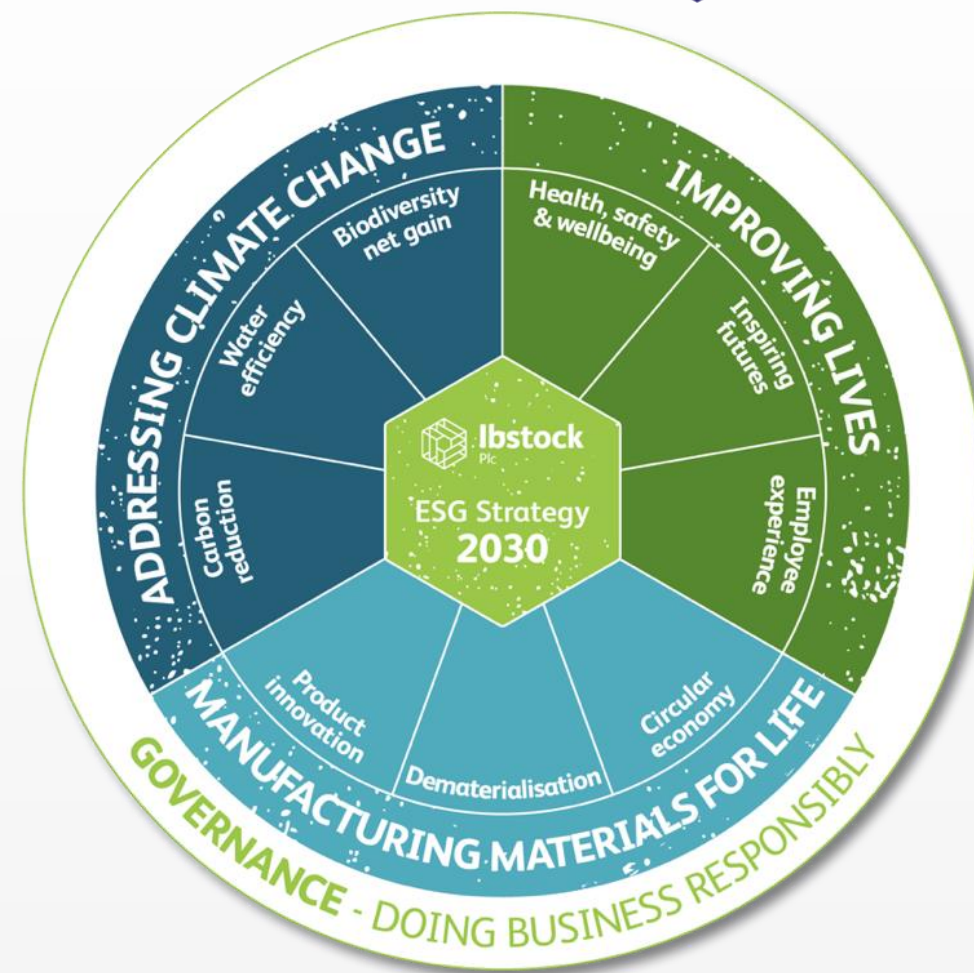 ADDRESSING CLIMATE CHANGE
Biodiversity
net gain
Water
efficiency
Carbon
reduction
IMPROVING LIVES
Health, safety
& wellbeing
Inspiring
futures
Employee
experience
Ibstock
Plc
ESG Strategy
2030
Product
innovation
Dematerialisation
Circular
economy
MANUFACTURING MATERIALS FOR LIFE
GOVERNANCE - DOING BUSINESS RESPONSIBLY